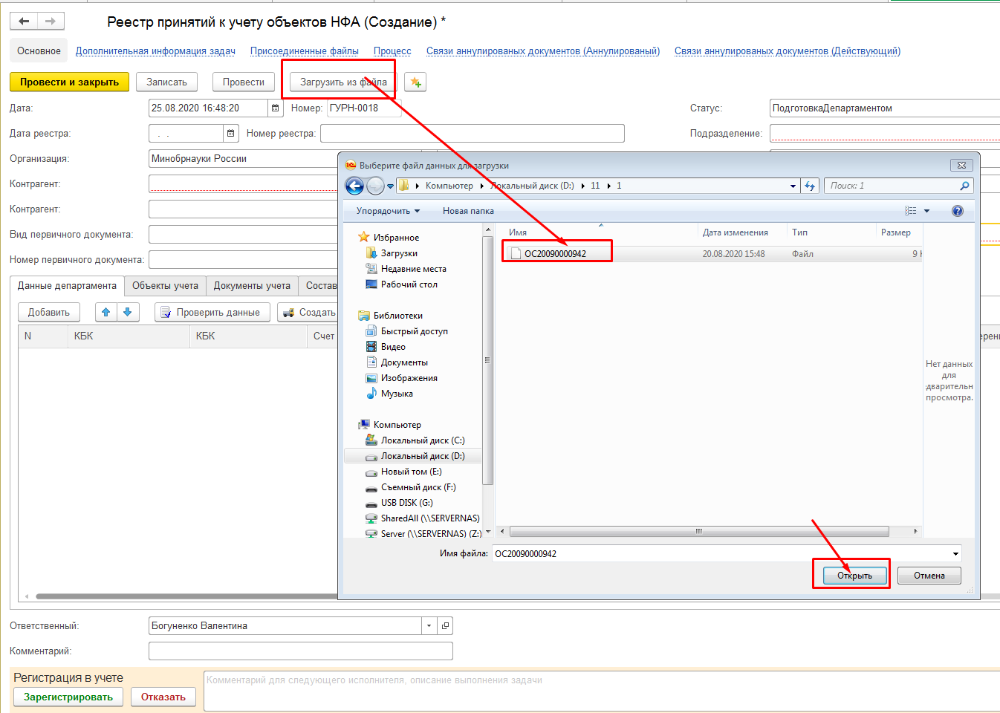 Реестр принятий к учету объектов НФА (Создание) *
Основное Дополнительная информация задач Присоединенные файлы Процесс Связи аннулированых документов (Аннулированый) Связи аннулированых документов (Действующий)
Провести и закрыть Записать Провести Загрузить из файла
Дата: 25.08.2020 16:48:20 Номер: ГУРН-0018 Статус: ПодготовкаДепартаментом
Дата реестра: . . Номер реестра: Подразделение:
Организация: Минобрнауки России
Контрагент:
Контрагент:
Вид первичного документа:
Номер первичного документа:
Данные департамента Объекты учета Документы учета Состав
Добавить Проверить данные Создать
N КБК КБК Счет
Выберите файл данных для загрузки
Компьютер Локальный диск (D:) 11 1 Поиск: 1
Упорядочить Новая папка
Избранное
Загрузки
Недавние места
Рабочий стол
Библиотеки
Быстрый доступ
Видео
Документы
Изображения
Музыка
Компьютер
Локальный диск (C:)
Локальный диск (D:)
Новый том (E:)
Съемный диск (F:)
USB DISK (G:)
SharedAll (\\SERVERNAS)
Server (\\SERVERNAS) (Z:)
Имя Дата изменения Тип Размер
ОС20090000942 20.08.2020 15:48 Файл 9
Нет данных
для
дварительн
просмотра.
Имя файла: ОС20090000942
Открыть Отмена
Ответственный: Богуненко Валентина
Комментарий:
Регистрация в учете
Зарегистрировать Отказать
Комментарий для следующего исполнителя, описание выполнения задачи